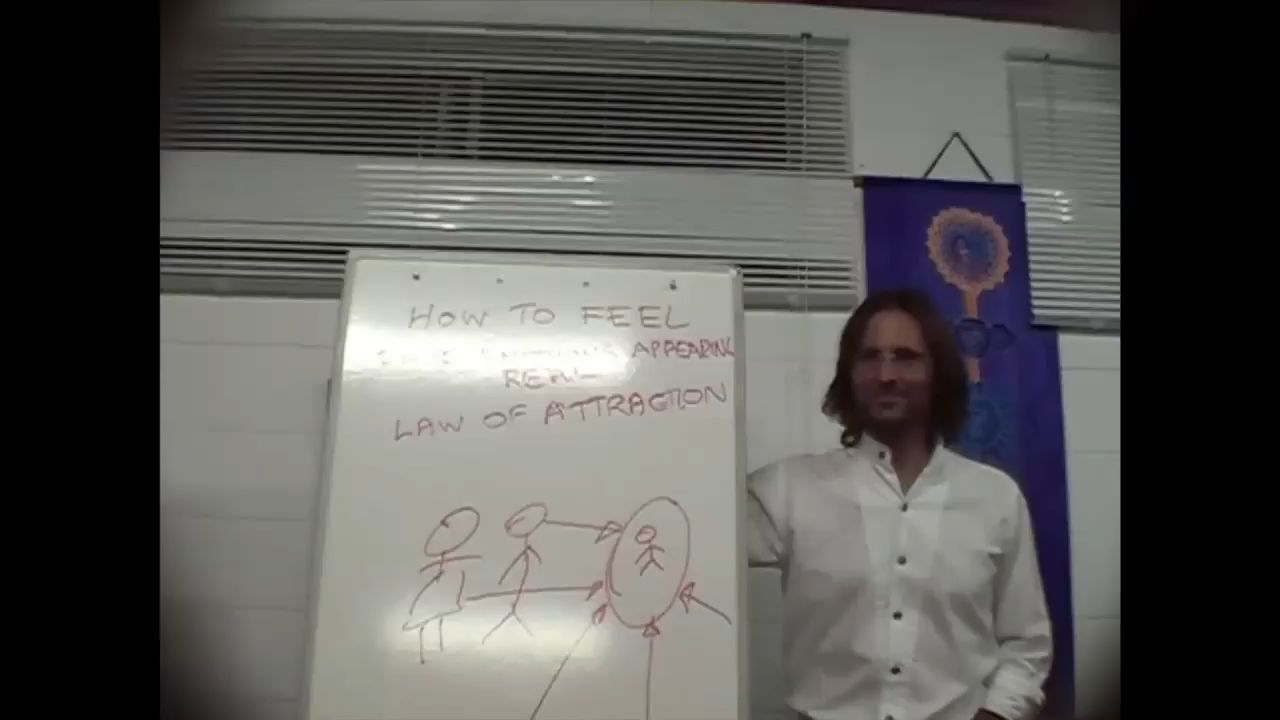 HOW TO FEEL
APPEARING
REAL
LAW OF ATTRACTION